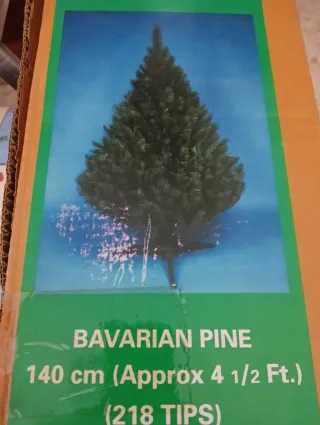 BAVARIAN PINE
140 cm (Approx 4 1/2 Ft.)
(218 TIPS)